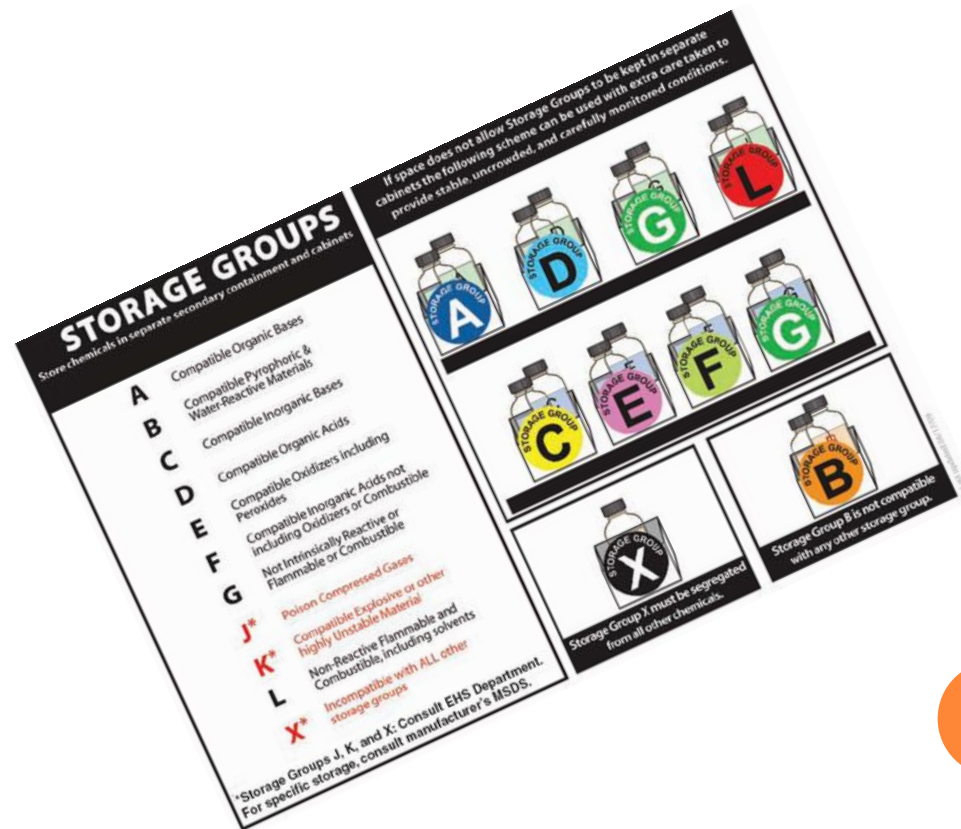 STORAGE GROUPS
Store chemicals in separate secondary containment and cabinets
A Compatible Organic Bases
B Compatible Pyrophoric &
Water-Reactive Materials
C Compatible Inorganic Bases
D Compatible Organic Acids
E Compatible Oxidizers including
Peroxides
F Compatible Inorganic Acids not
including Oxidizers or Combustible
G Not Intrinsically Reactive or
Flammable or Combustible
J* Poison Compressed Gases
K* Compatible Explosive or other
highly Unstable Material
L Non-Reactive Flammable and
Combustible, including solvents
X* Incompatible with ALL other
storage groups
*Storage Groups J, K, and X: Consult EHS Department.
For specific storage, consult manufacturer's MSDS.
If space does not allow Storage Groups to be kept in separate
cabinets the following scheme can be used with extra care taken to
provide stable, uncrowded, and carefully monitored conditions.
STORAGE GROUP
A
STORAGE GROUP
D
STORAGE GROUP
G
STORAGE GROUP
L
STORAGE GROUP
C
STORAGE GROUP
E
STORAGE GROUP
F
STORAGE GROUP
G
STORAGE GROUP
X
Storage Group X must be segregated
from all other chemicals.
STORAGE GROUP
B
Storage Group B is not compatible
with any other storage group.